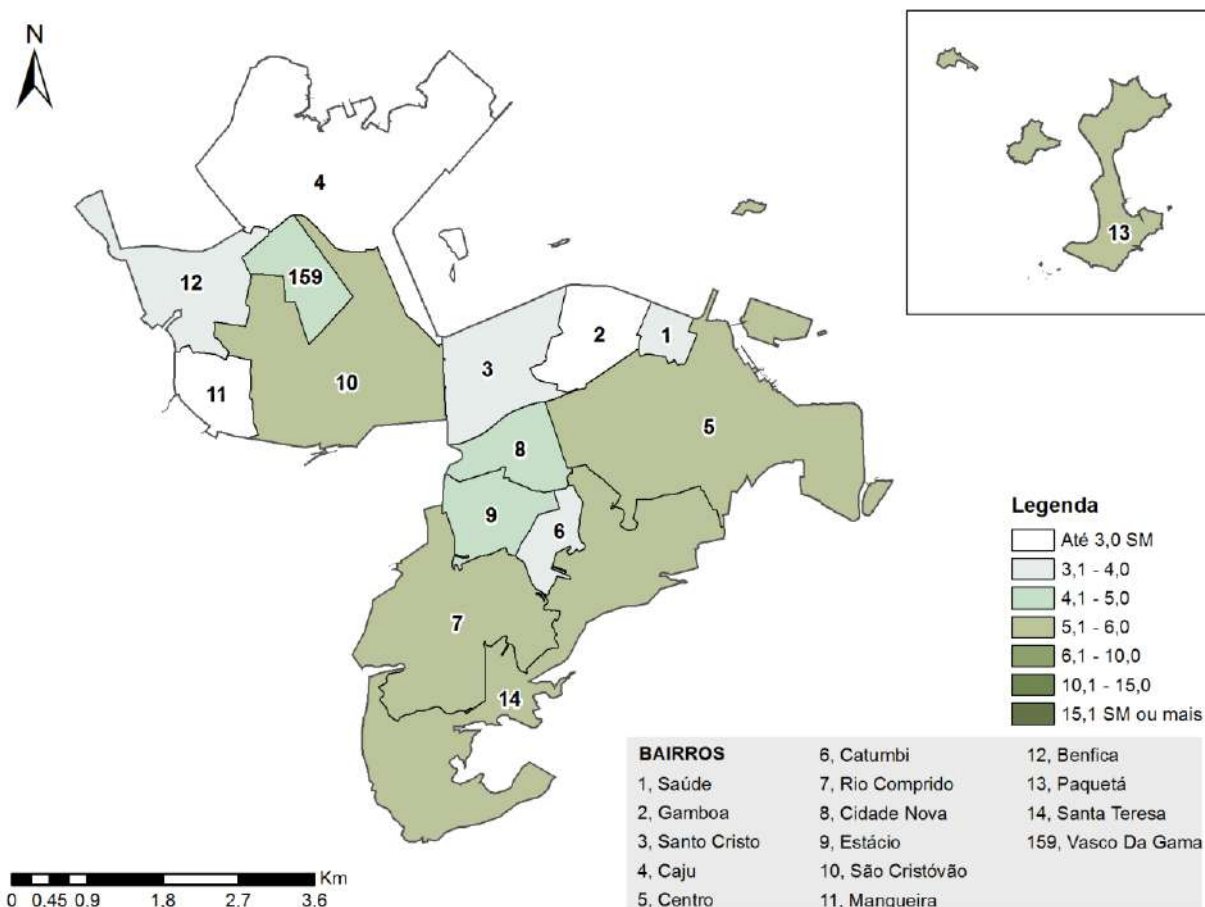 N
4
13
159
12
2
1
3
10
11
5
8
9
6
7
14
Legenda
Até 3,0 SM
3,1 - 4,0
4,1 - 5,0
5,1 - 6,0
6,1 - 10,0
10,1 - 15,0
15,1 SM ou mais
BAIRROS
1, Saúde
2, Gamboa
3, Santo Cristo
4, Caju
5, Centro
6, Catumbi
7, Rio Comprido
8, Cidade Nova
9, Estácio
10, São Cristóvão
11, Mangueira
12, Benfica
13, Paquetá
14, Santa Teresa
159, Vasco Da Gama
Km
0 0.45 0.9 1.8 2.7 3.6